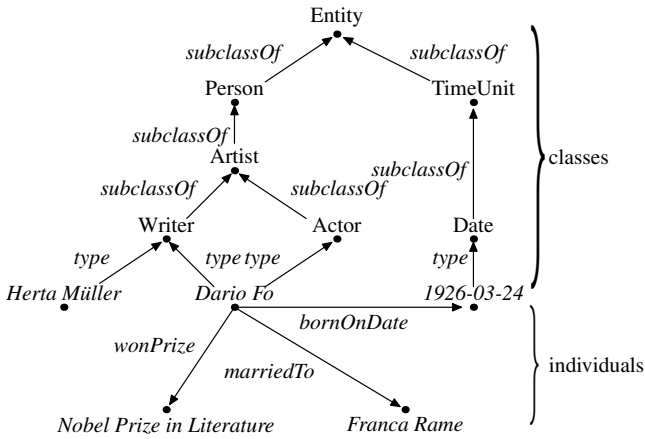 Entity
subclassOf subclassOf
Person TimeUnit
subclassOf
Artist classes
subclassOf
subclassOf subclassOf
Writer Actor Date
type type type type
Herta Müller Dario Fo 1926-03-24
bornOnDate
wonPrize
marriedTo individuals
Nobel Prize in Literature Franca Rame